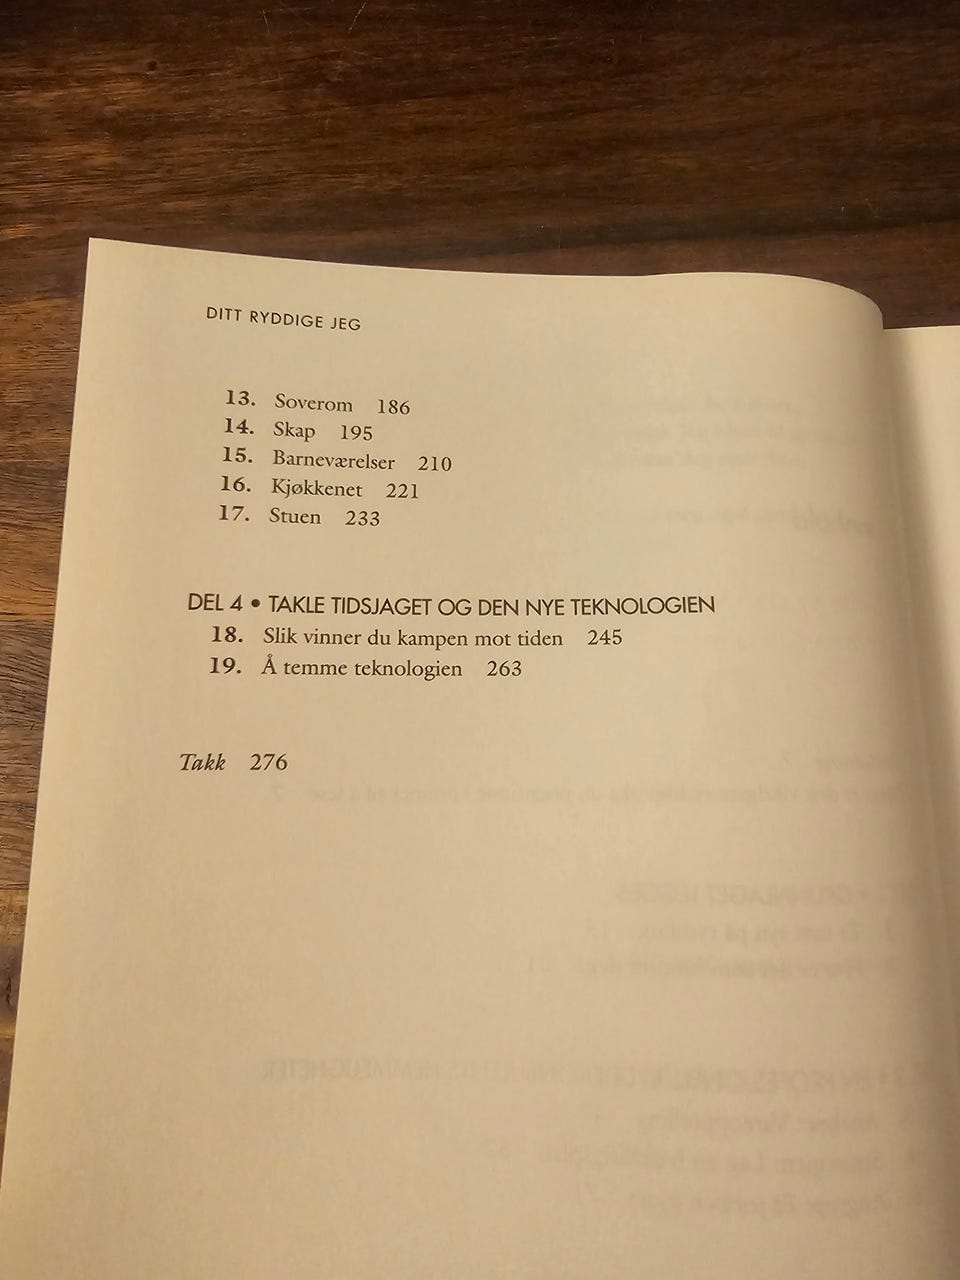 DITT RYDDIGE JEG
13. Soverom 186
14. Skap 195
15. Barneværelser 210
16. Kjøkkenet 221
17. Stuen 233
DEL 4 • TAKLE TIDSJAGET OG DEN NYE TEKNOLOGIEN
18. Slik vinner du kampen mot tiden 245
19. Å temme teknologien 263
Takk 276